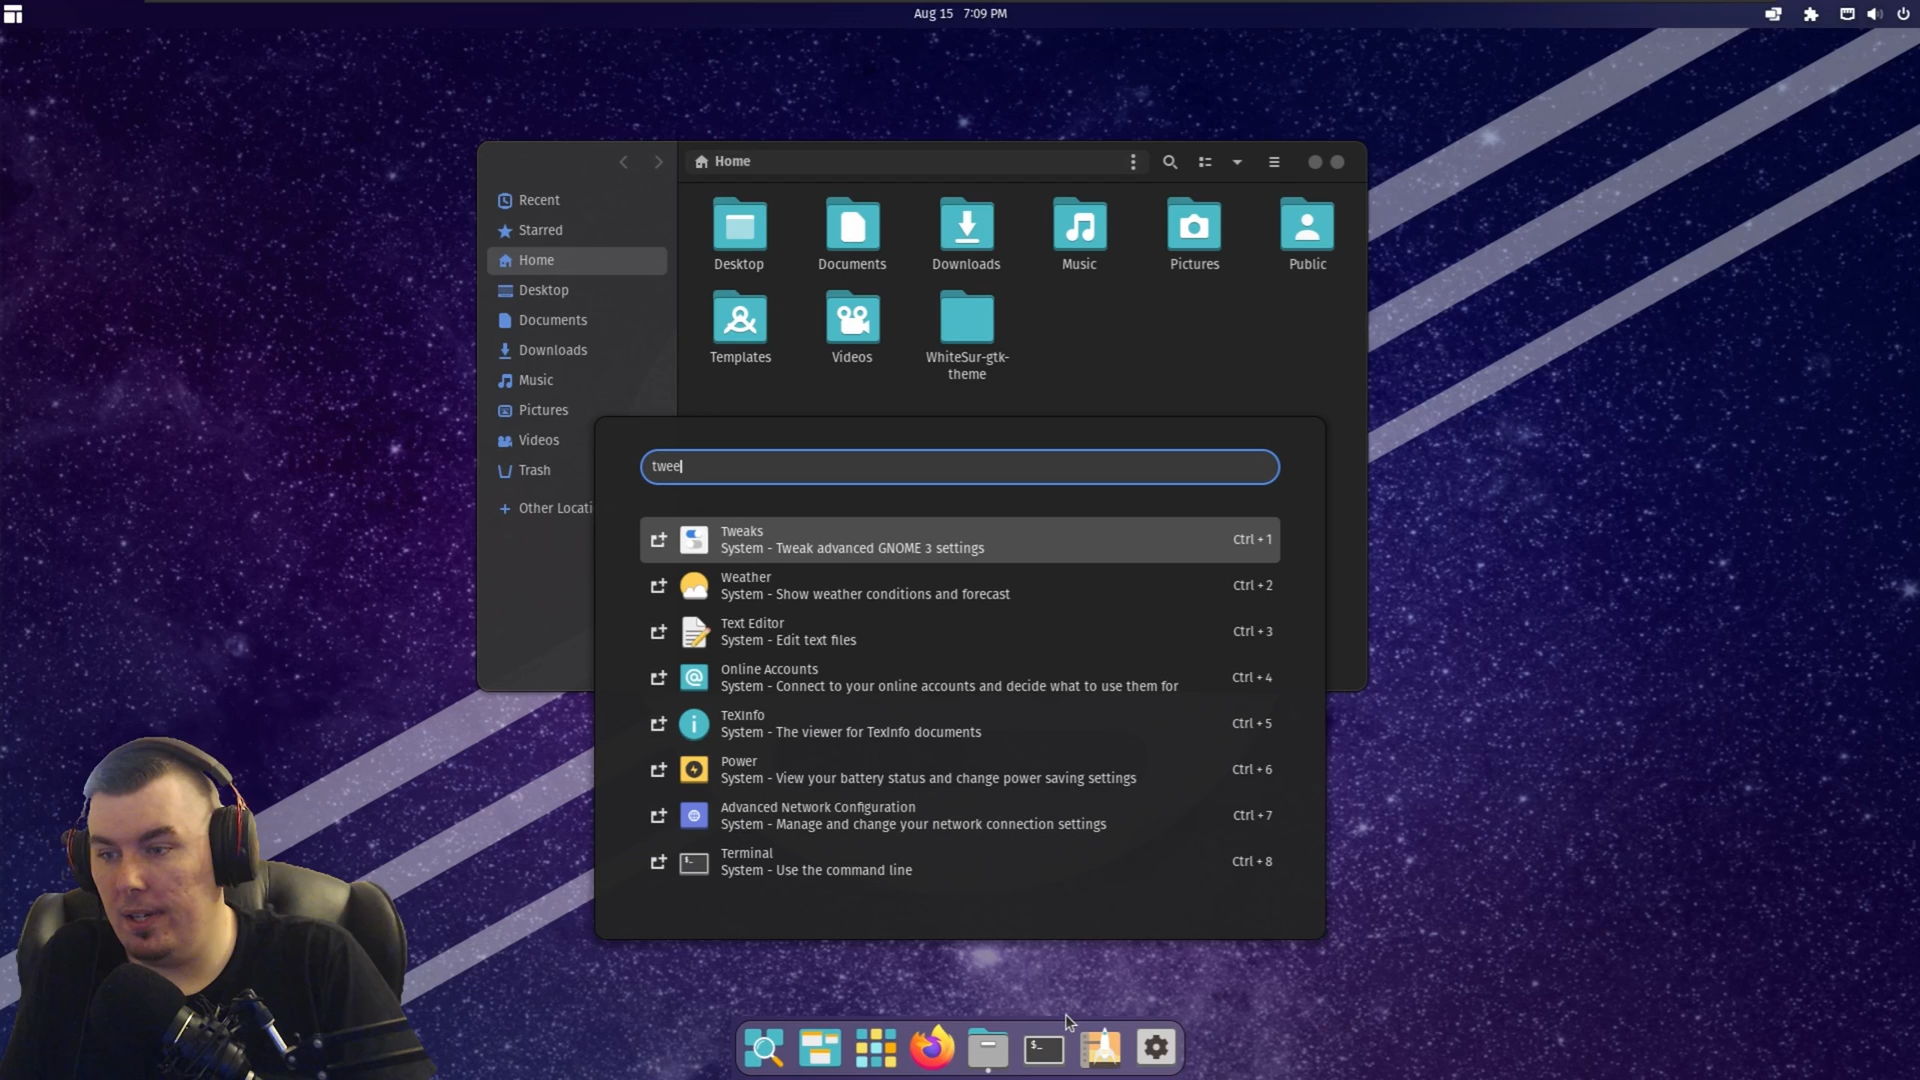 Aug 15 7:09 PM
Home
Recent
Starred
Home
Desktop
Documents
Downloads
Music
Pictures
Videos
Trash
Other Locati
Desktop
Documents
Downloads
Music
Pictures
Public
Templates
Videos
WhiteSur-gtk-
theme
twee
Tweaks
System - Tweak advanced GNOME 3 settings
Ctrl + 1
Weather
System - Show weather conditions and forecast
Ctrl + 2
Text Editor
System - Edit text files
Ctrl + 3
Online Accounts
System - Connect to your online accounts and decide what to use them for
Ctrl + 4
TeXInfo
System - The viewer for TexInfo documents
Ctrl + 5
Power
System - View your battery status and change power saving settings
Ctrl + 6
Advanced Network Configuration
System - Manage and change your network connection settings
Ctrl + 7
Terminal
System - Use the command line
Ctrl + 8